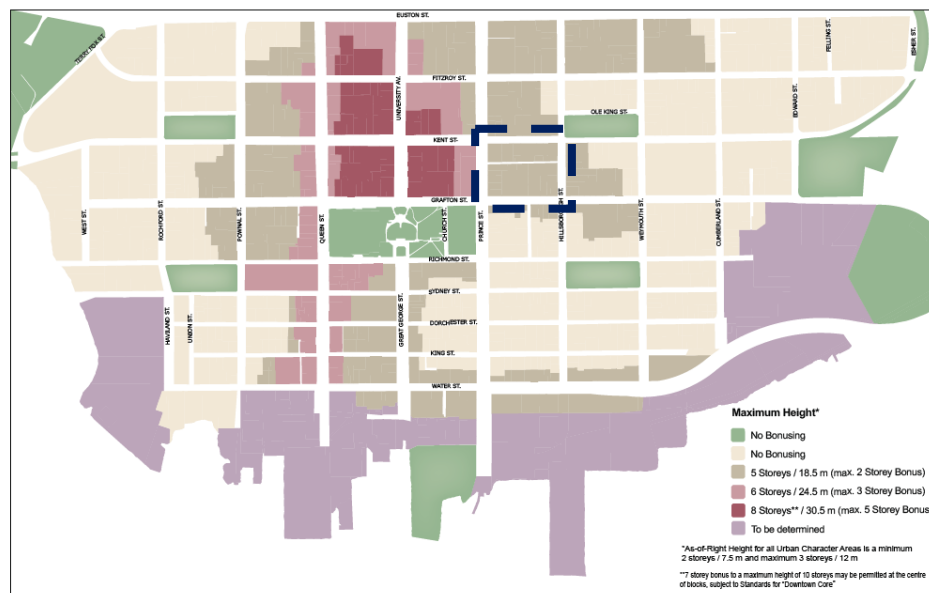 EUSTON ST.
TERRY FOX ST.
FELLING ST.
ESHER ST.
FITZROY ST.
UNIVERSITY AV.
EDWARD ST.
OLE KING ST.
KENT ST.
GRAFTON ST.
WEST ST.
ROCHFORD ST.
POWNAL ST.
QUEEN ST.
CHURCH ST.
PRINCE ST.
HILLSBOROUGH ST.
WEYMOUTH ST.
CUMBERLAND ST.
RICHMOND ST.
SYDNEY ST.
HAVILAND ST.
UNION ST.
GREAT GEORGE ST.
DORCHESTER ST.
KING ST.
WATER ST.
Maximum Height*
No Bonusing
No Bonusing
5 Storeys / 18.5 m (max. 2 Storey Bonus)
6 Storeys / 24.5 m (max. 3 Storey Bonus)
8 Storeys** / 30.5 m (max. 5 Storey Bonus
To be determined
*As-of-Right Height for all Urban Character Areas is a minimum
2 stories / 7.5 m and maximum 3 stories / 12 m
**7 storey bonus to a maximum height of 10 storeys may be permitted at the centre
of blocks, subject to Standards for "Downtown Core"